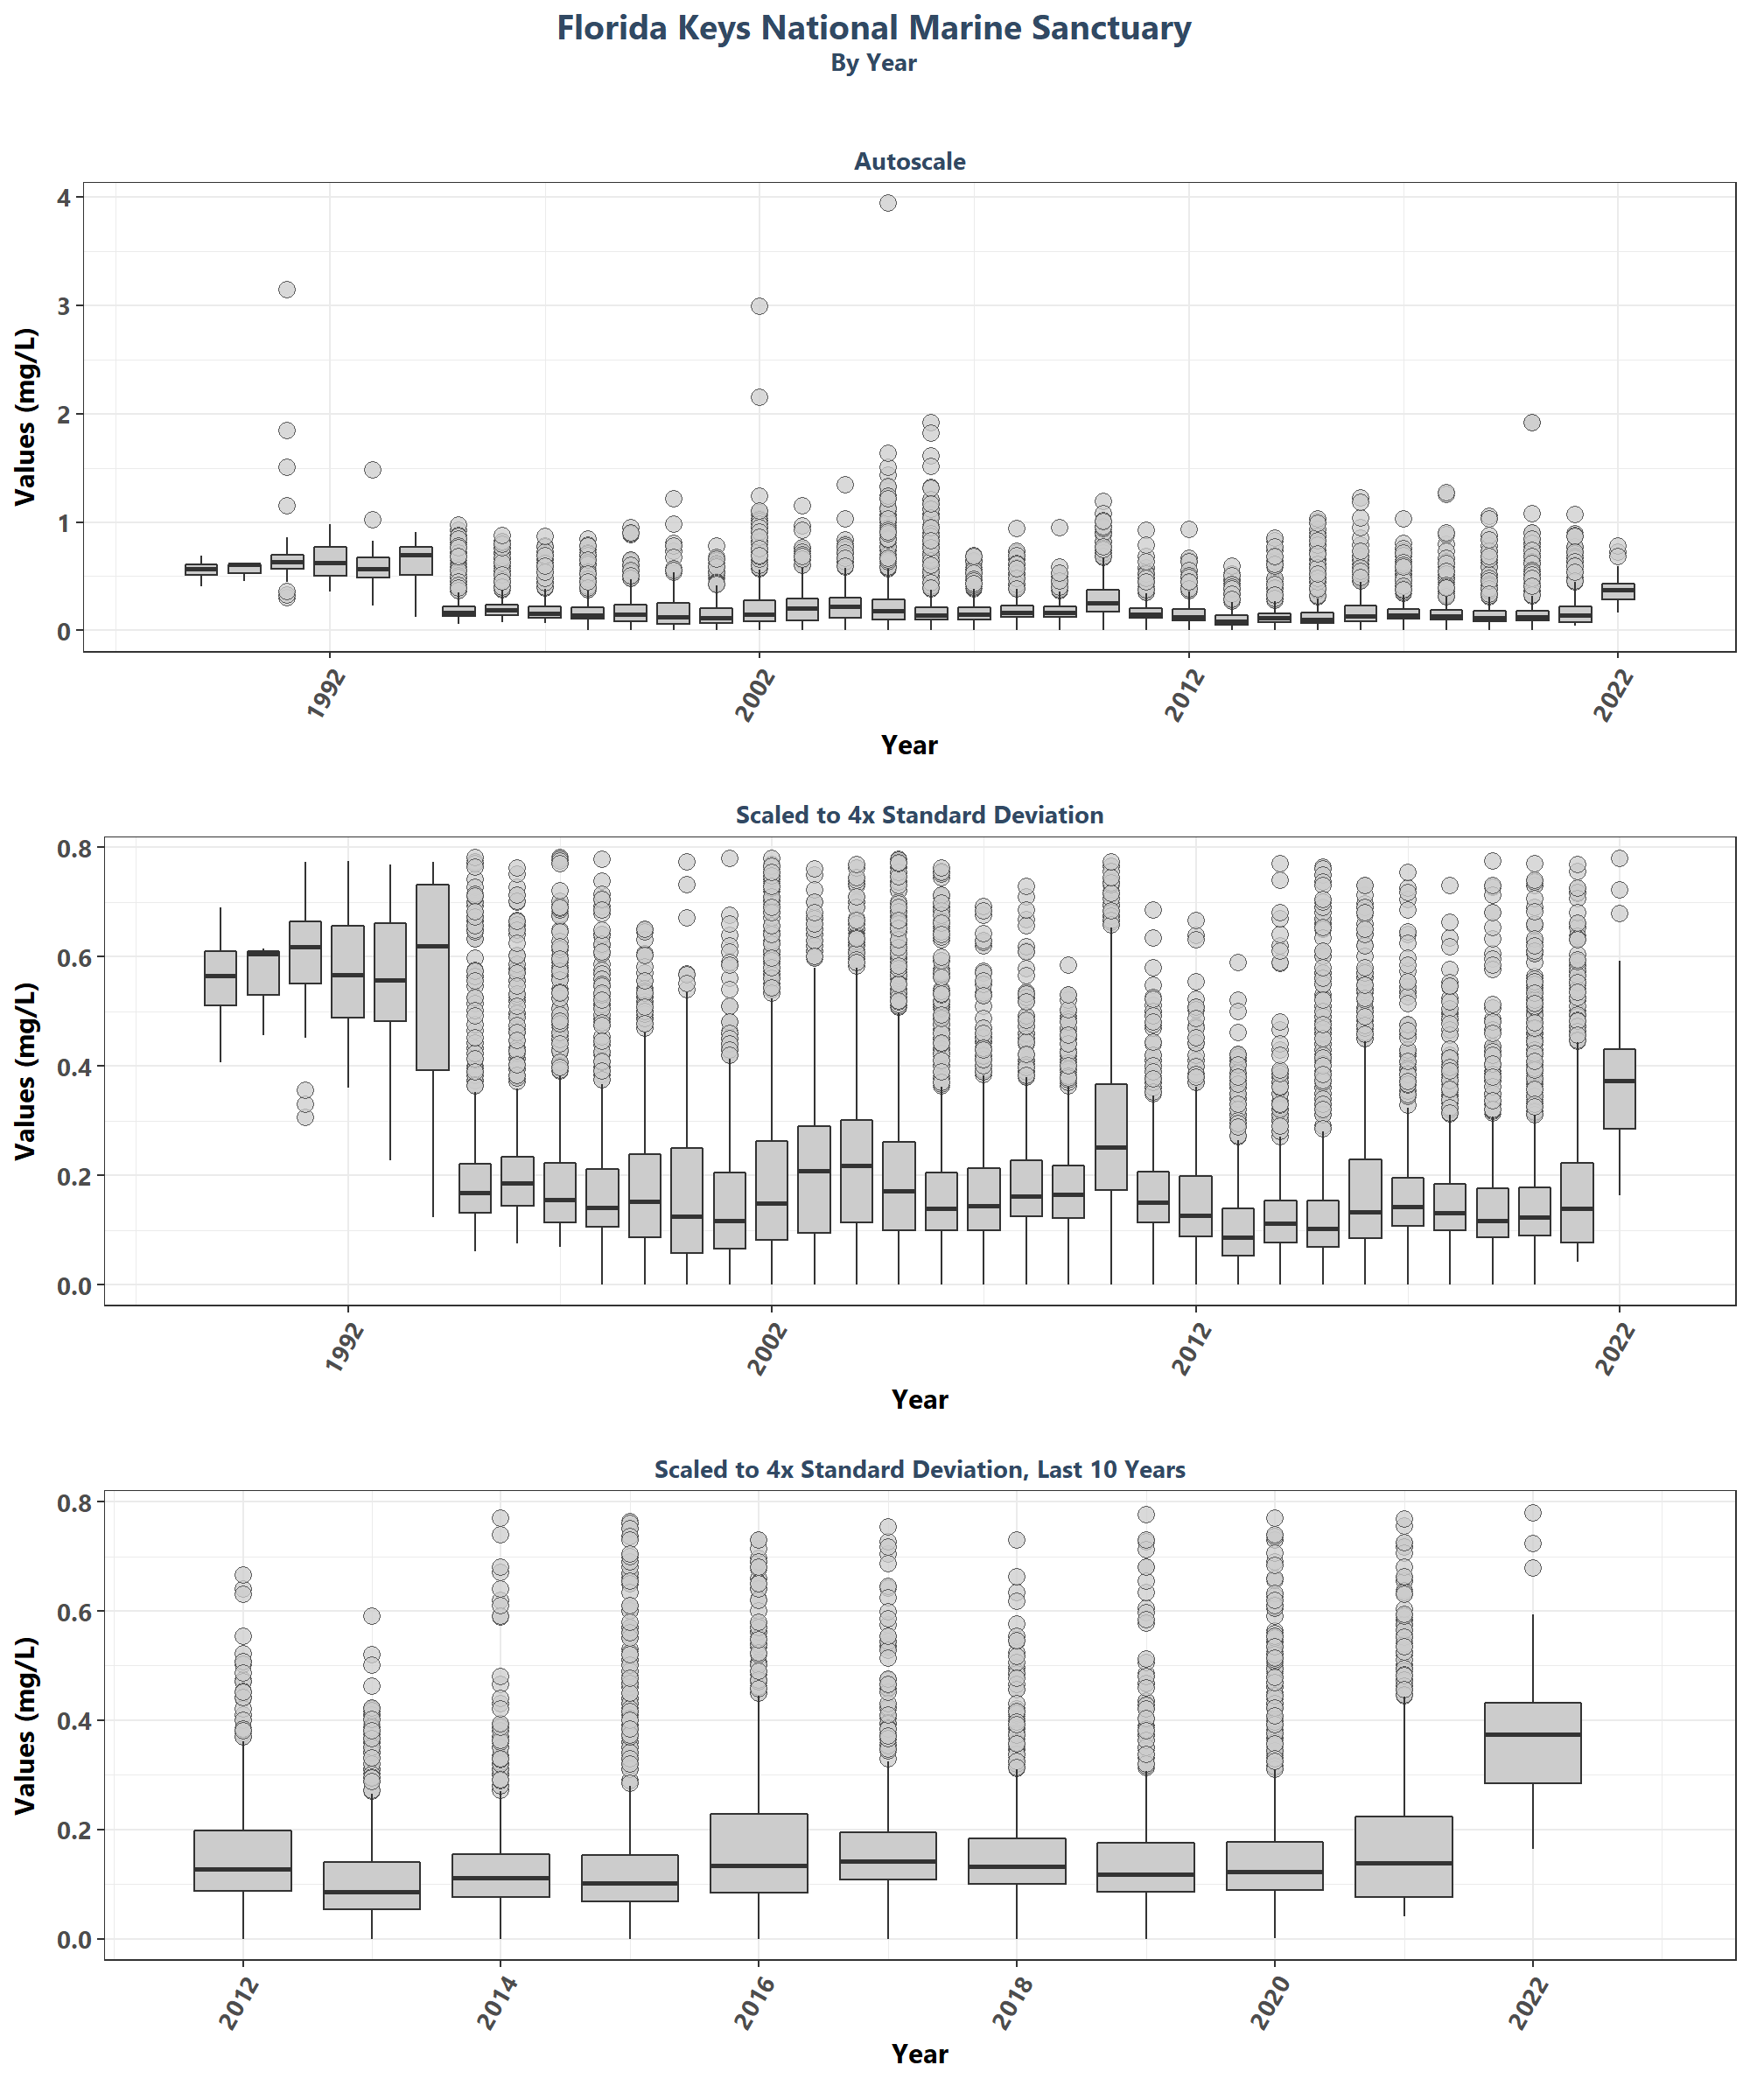 Florida Keys National Marine Sanctuary
By Year
Autoscale
Values (mg/L)
4
3
2
1
0
1992 2002 2012 2022
Year
Scaled to 4x Standard Deviation
Values (mg/L)
0.8
0.6
0.4
0.2
0.0
1992 2002 2012 2022
Year
Scaled to 4x Standard Deviation, Last 10 Years
Values (mg/L)
0.8
0.6
0.4
0.2
0.0
2012 2014 2016 2018 2020 2022
Year